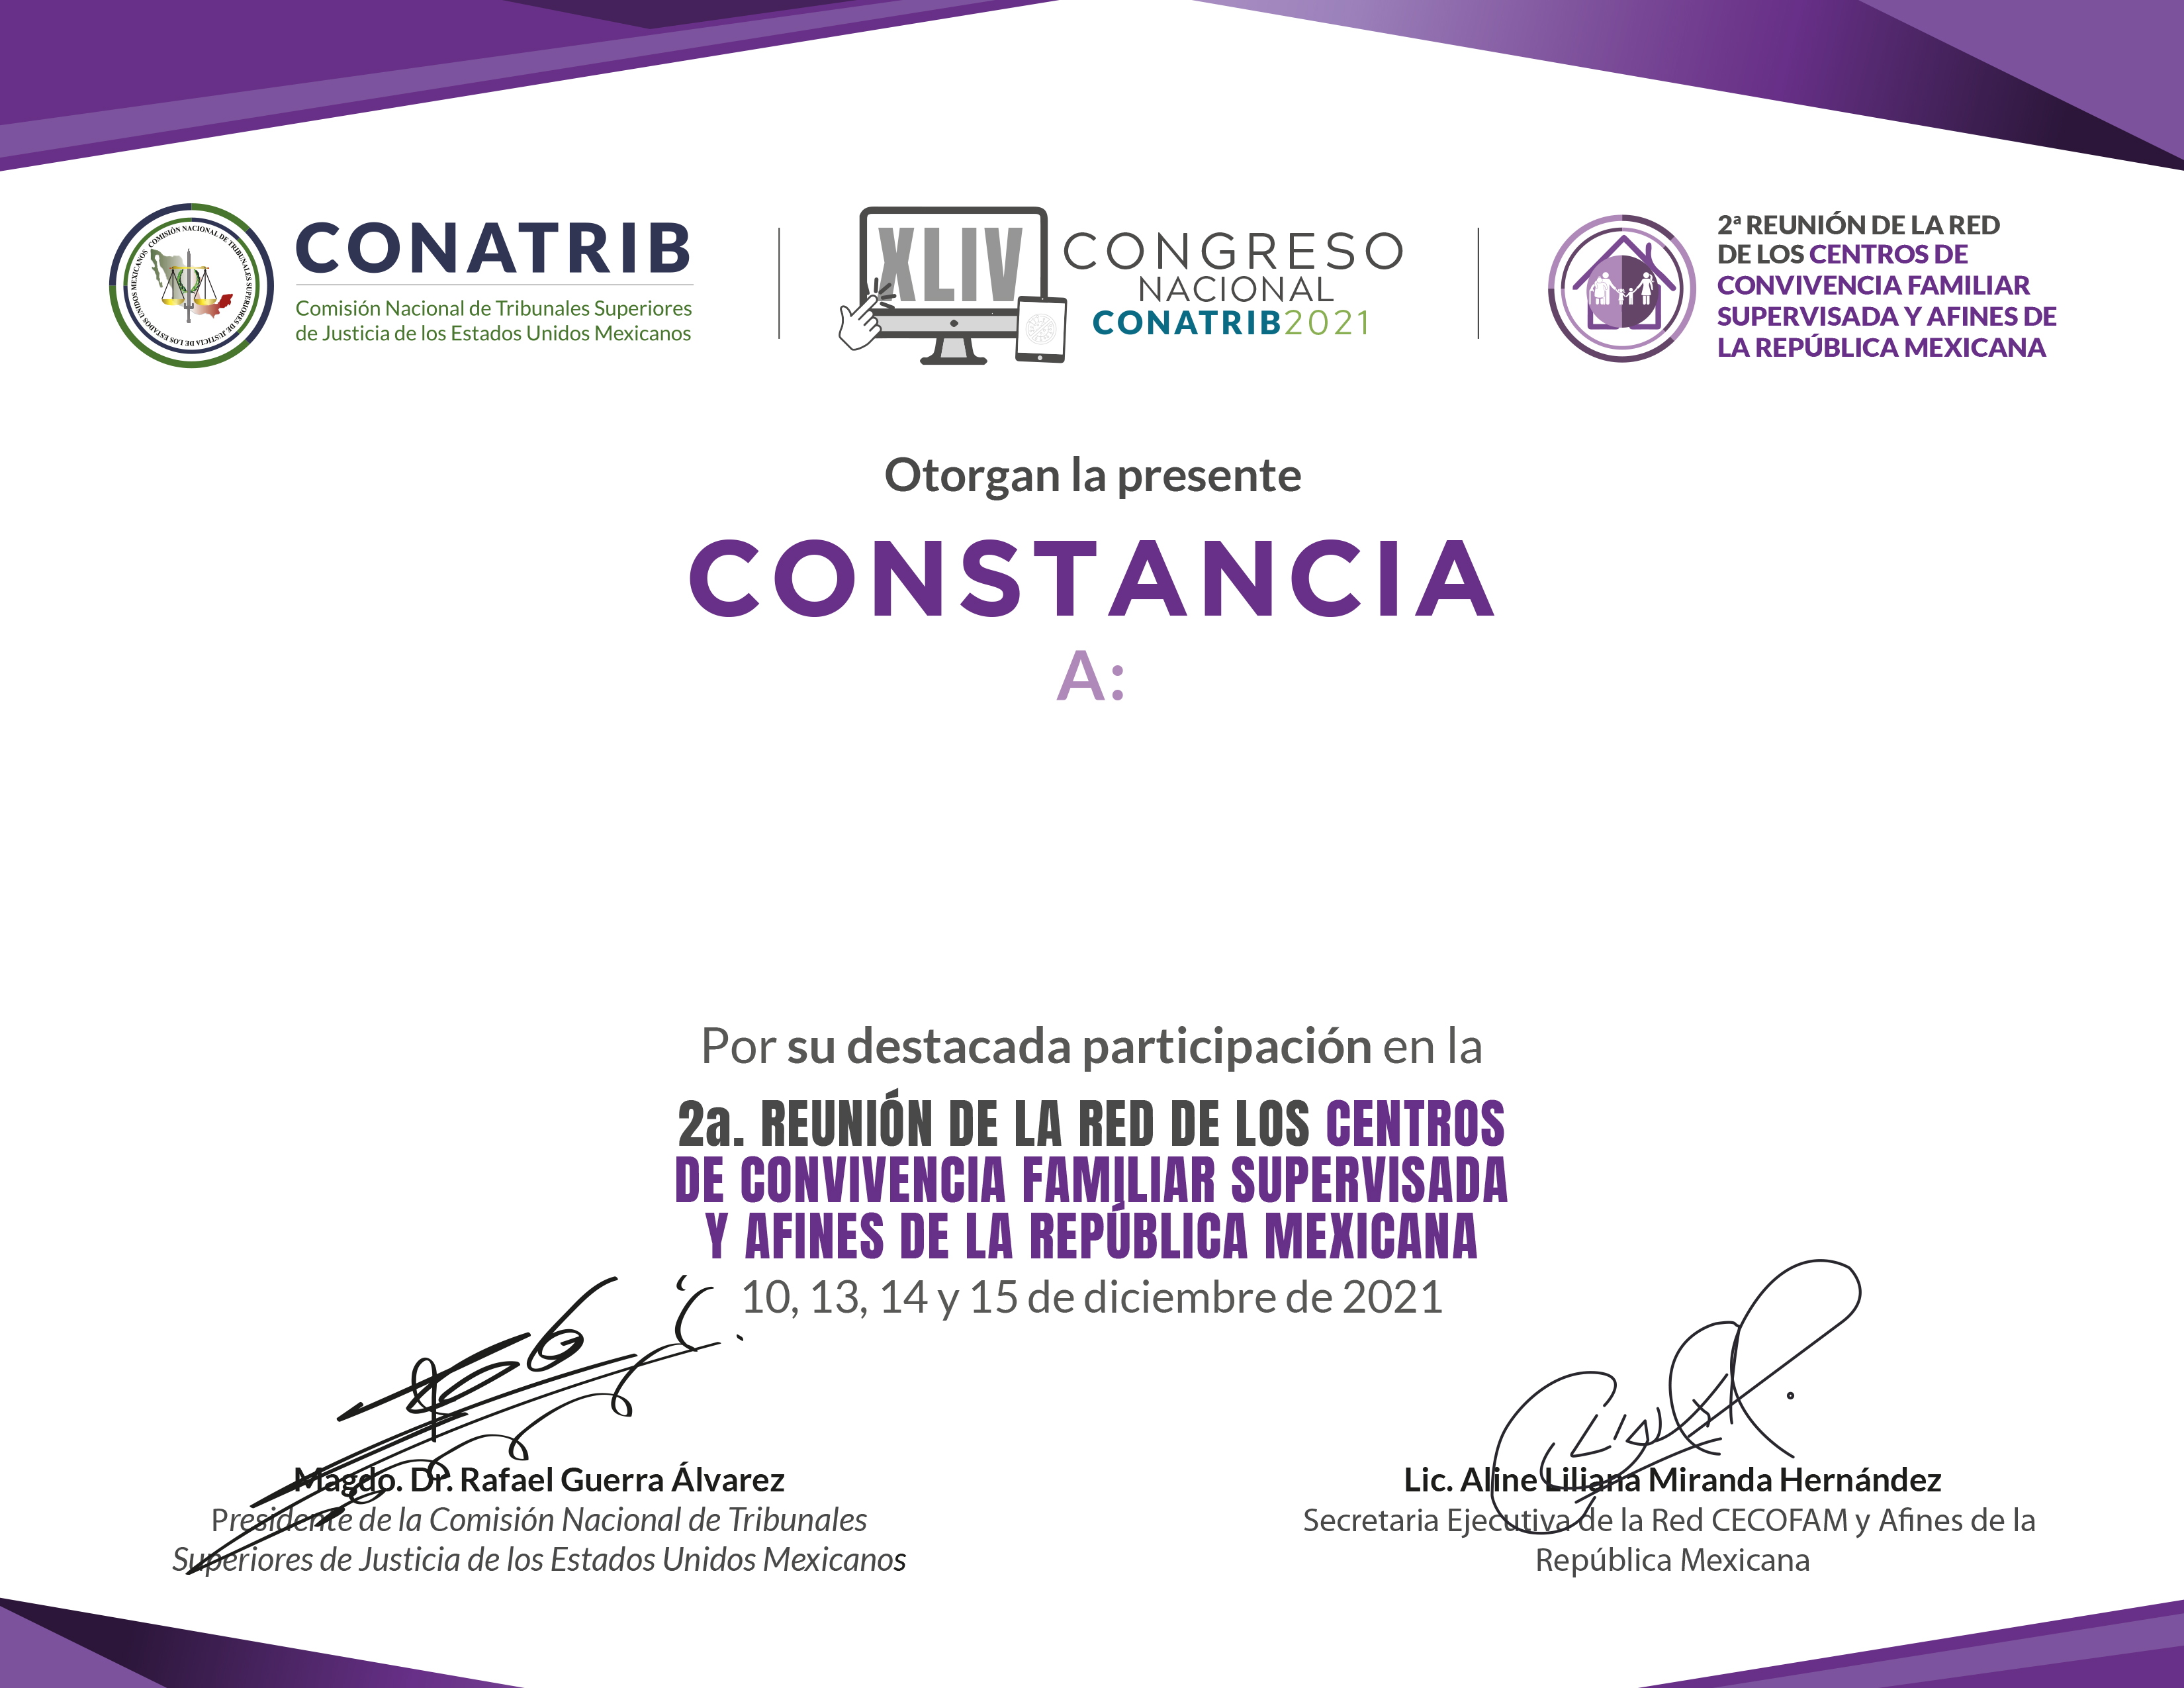 CONATRIB
Comisión Nacional de Tribunales Superiores
de Justicia de los Estados Unidos Mexicanos
COMISIÓN NACIONAL DE TRIBUNALES SUPERIORES DE JUSTICIA DE LOS ESTADOS UNIDOS MEXICANOS
XLIV
CONGRESO
NACIONAL
CONATRIB2021
2ª REUNIÓN DE LA RED
DE LOS CENTROS DE
CONVIVENCIA FAMILIAR
SUPERVISADA Y AFINES DE
LA REPÚBLICA MEXICANA
Otorgan la presente
CONSTANCIA
A:
Por su destacada participación en la
2a. REUNIÓN DE LA RED DE LOS CENTROS
DE CONVIVENCIA FAMILIAR SUPERVISADA
Y AFINES DE LA REPÚBLICA MEXICANA
10, 13, 14 y 15 de diciembre de 2021
Magdo. Dr. Rafael Guerra Álvarez
Presidente de la Comisión Nacional de Tribunales
Superiores de Justicia de los Estados Unidos Mexicanos
Lic. Aline Liliana Miranda Hernández
Secretaria Ejecutiva de la Red CECOFAM y Afines de la
República Mexicana